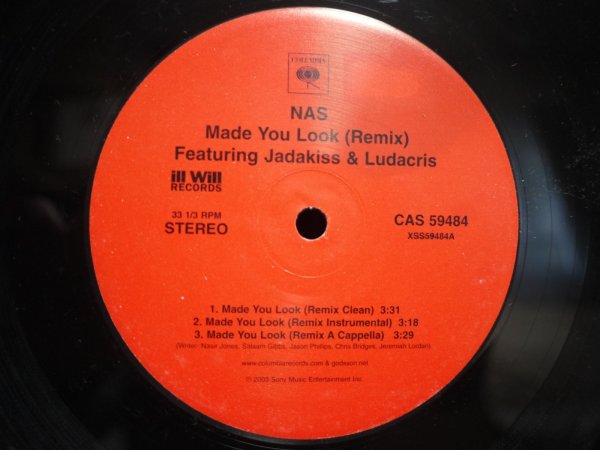 COLUMBIA
NAS
Made You Look (Remix)
Featuring Jadakiss & Ludacris
ill Will
RECORDS
33 1/3 RPM
STEREO
CAS 59484
XSS59484A
1. Made You Look (Remix Clean) 3:31
2. Made You Look (Remix Instrumental) 3:18
3. Made You Look (Remix A Cappella) 3:29
(Writer: Nasir Jones, Salaam Gibbs, Jason Phillips, Chris Bridges, Jeremiah Lordan)
www.columbiarecords.com & godsson.net
© 2003 Sony Music Entertainment Inc.